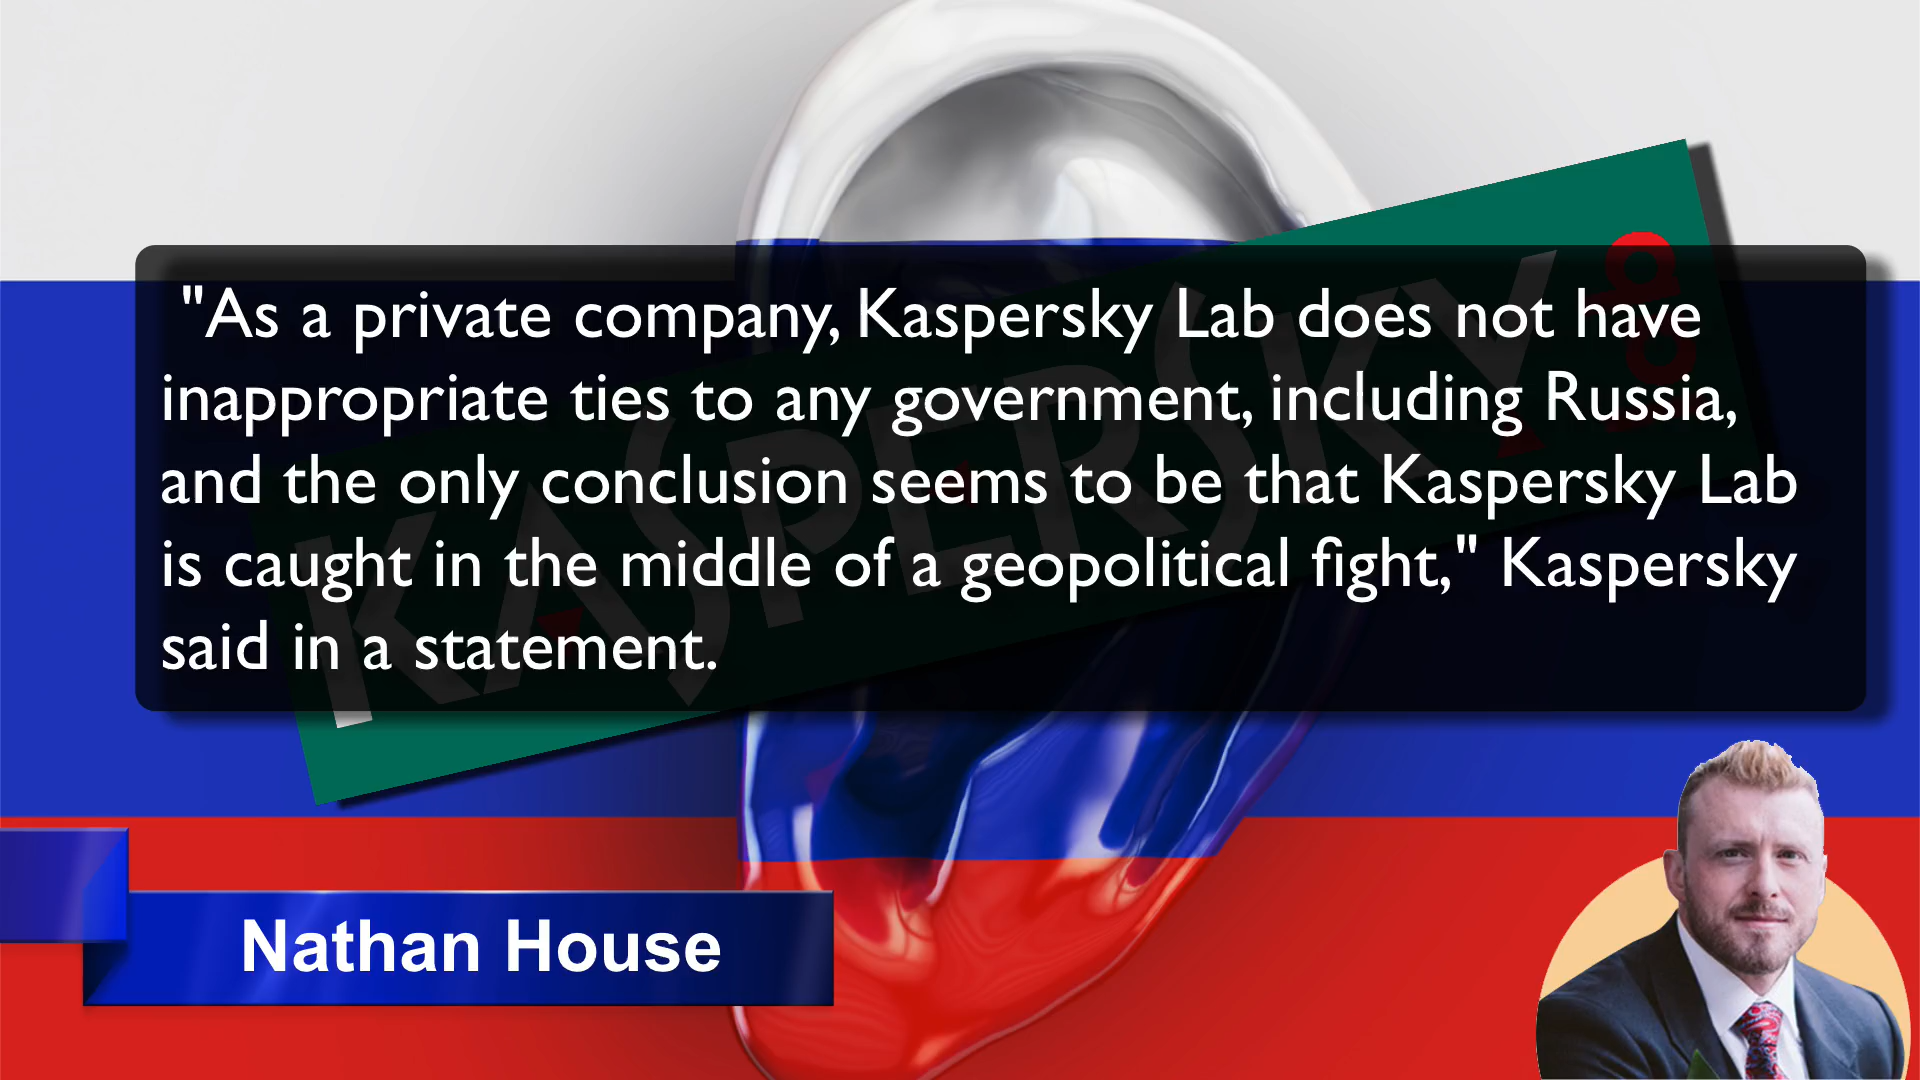 "As a private company, Kaspersky Lab does not have
inappropriate ties to any government, including Russia,
and the only conclusion seems to be that Kaspersky Lab
is caught in the middle of a geopolitical fight," Kaspersky
said in a statement.
KASPERSKY lab
Nathan House